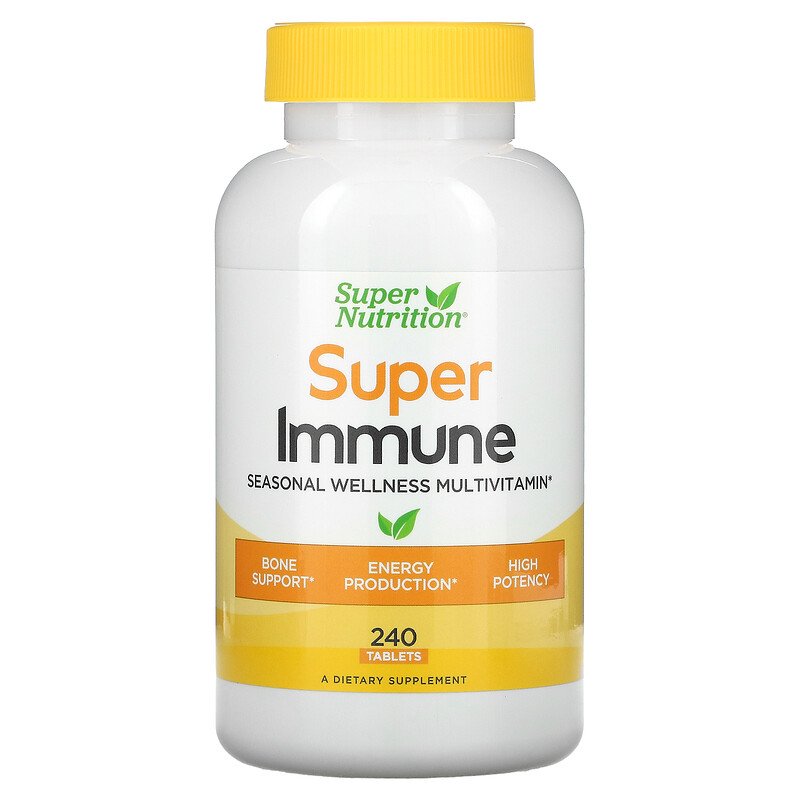 Super
Nutrition®
Super
Immune
SEASONAL WELLNESS MULTIVITAMIN*
BONE
SUPPORT*
ENERGY
PRODUCTION*
HIGH
POTENCY
240
TABLETS
A DIETARY SUPPLEMENT